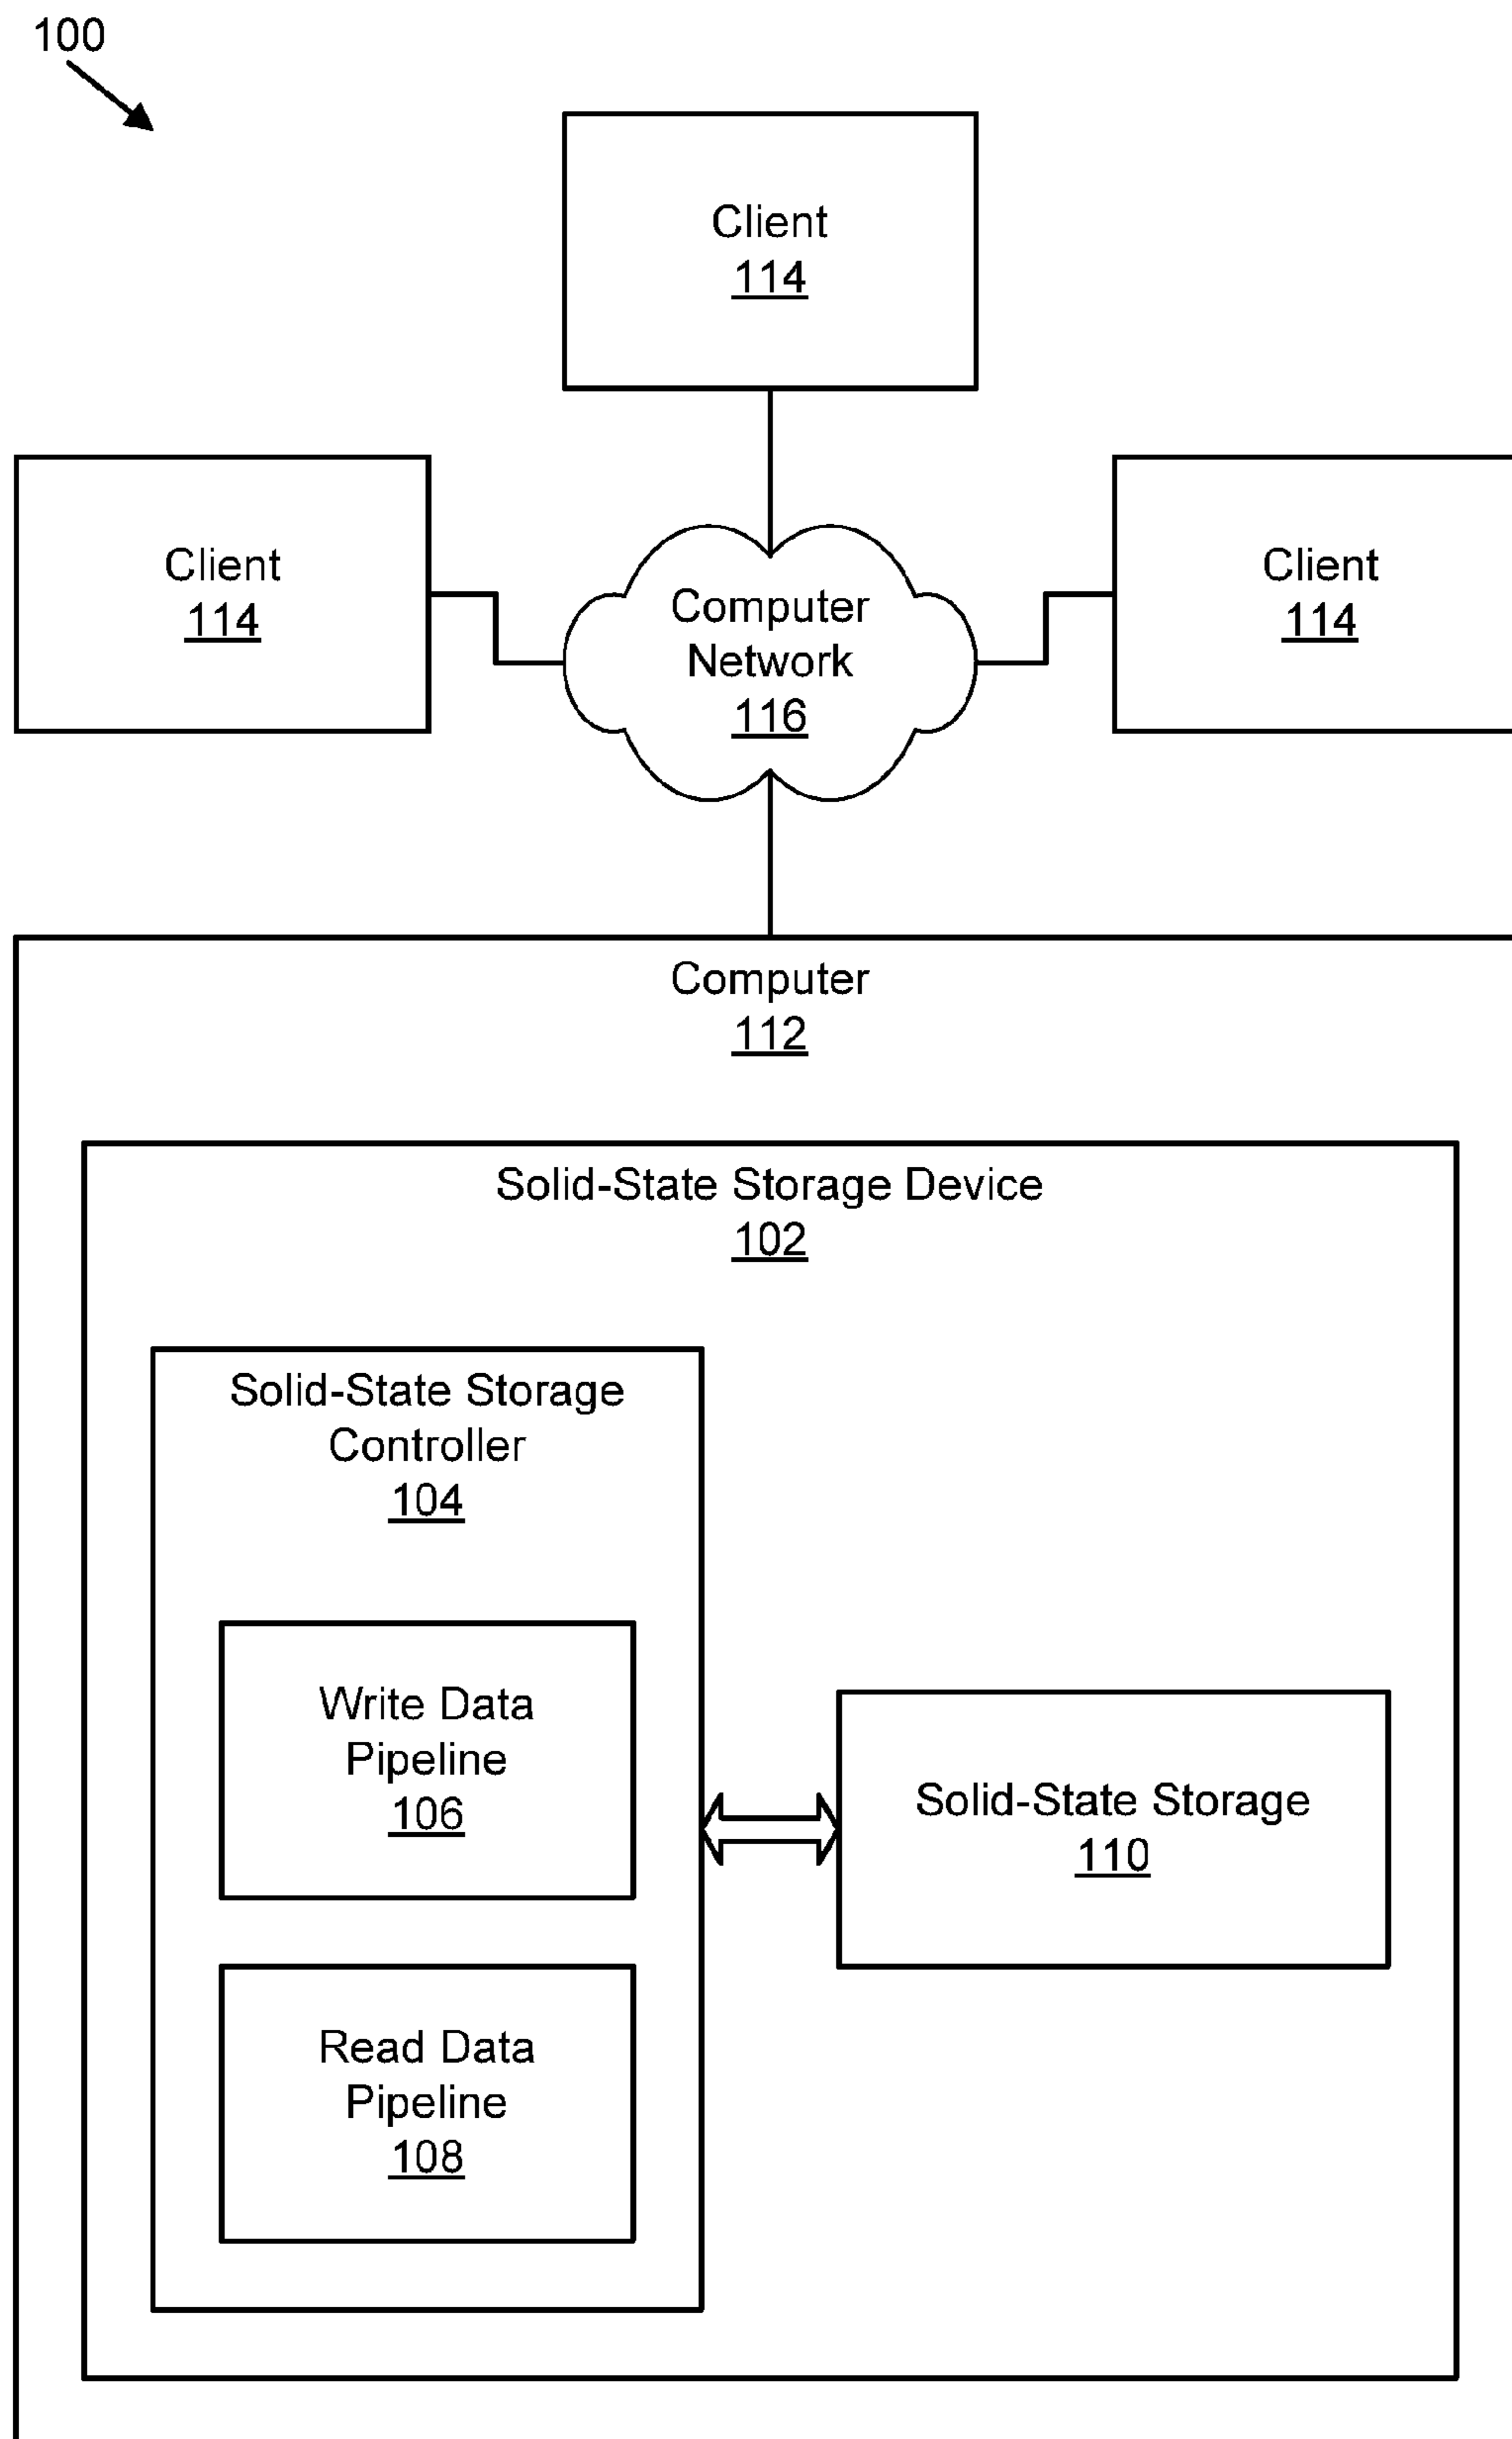 100
Client
114
Client
114
Client
114
Computer
Network
116
Computer
112
Solid-State Storage Device
102
Solid-State Storage
Controller
104
Write Data
Pipeline
106
Solid-State Storage
110
Read Data
Pipeline
108